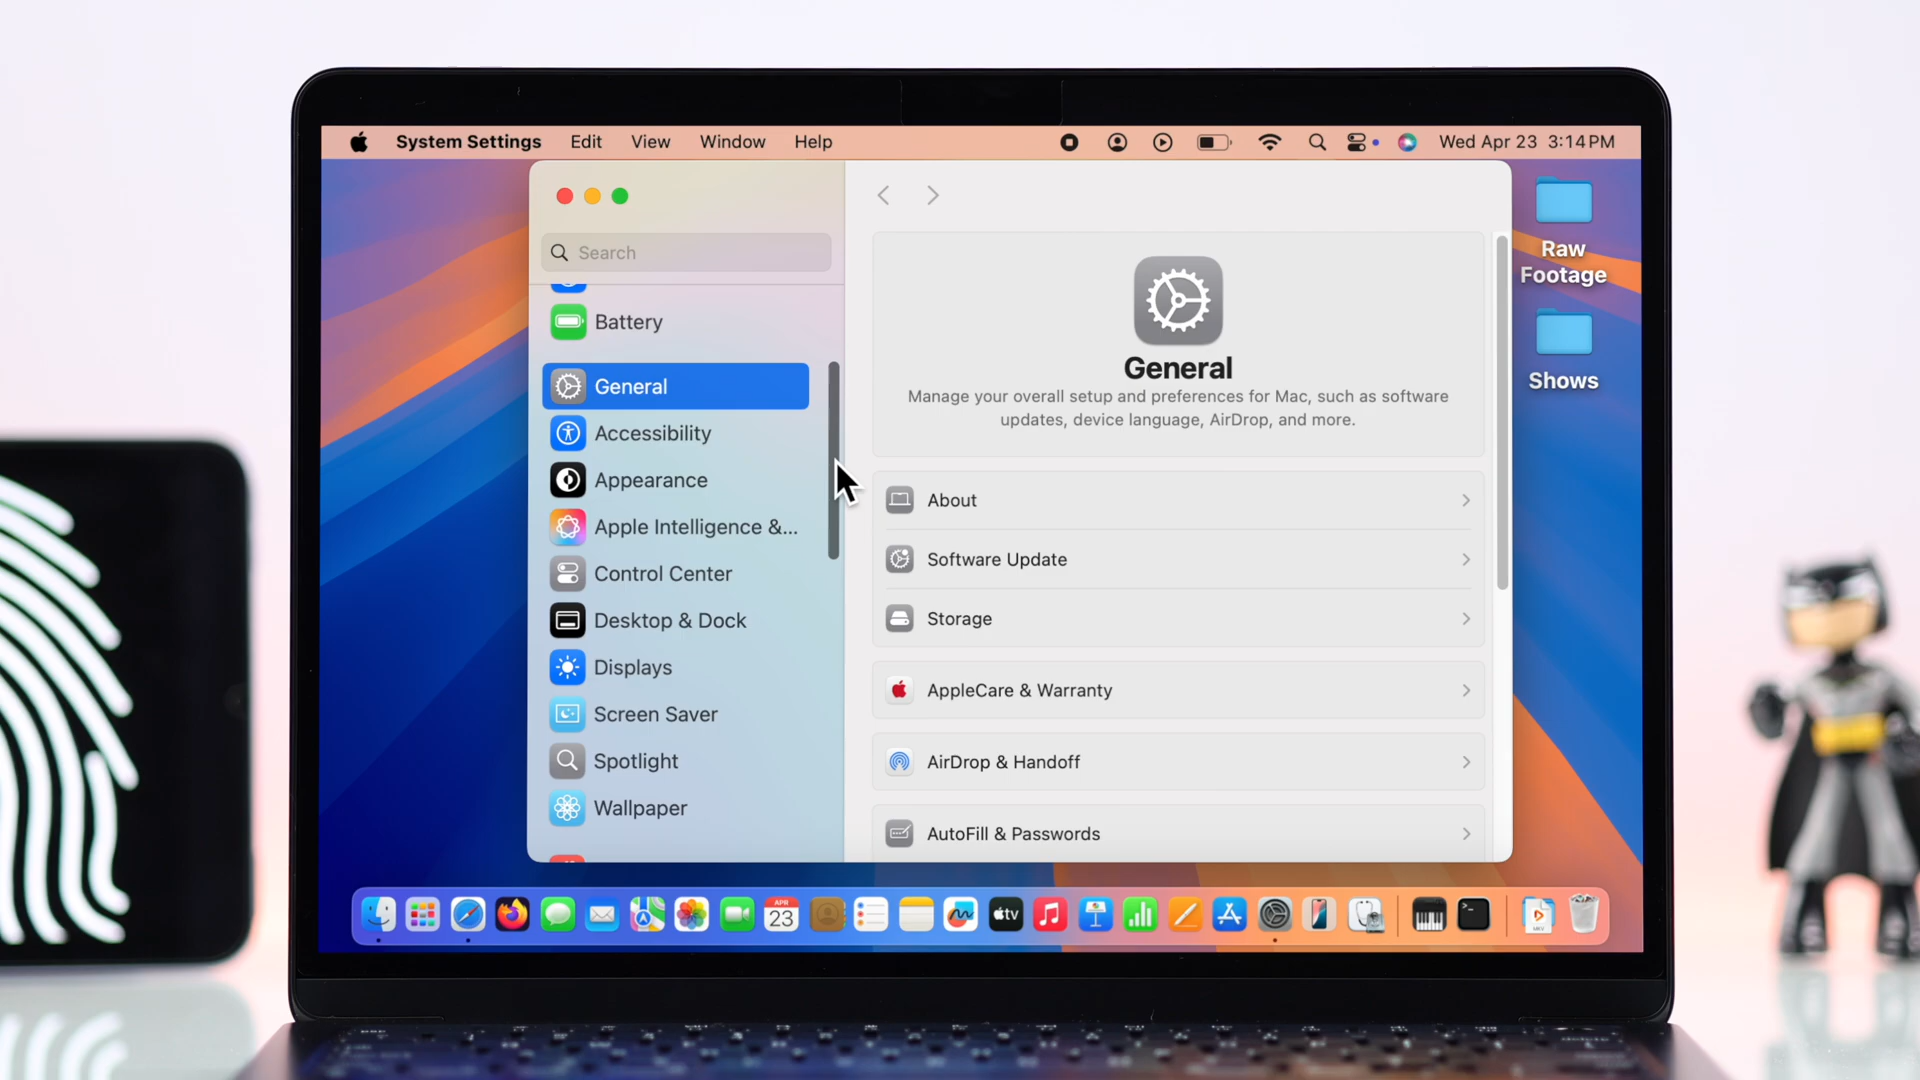 System Settings Edit View Window Help Wed Apr 23 3:14 PM
Search
Battery
General
Accessibility
Appearance
Apple Intelligence &...
Control Center
Desktop & Dock
Displays
Screen Saver
Spotlight
Wallpaper
General
Manage your overall setup and preferences for Mac, such as software
updates, device language, AirDrop, and more.
About
Software Update
Storage
AppleCare & Warranty
AirDrop & Handoff
AutoFill & Passwords
Raw
Footage
Shows
APR
23
tv